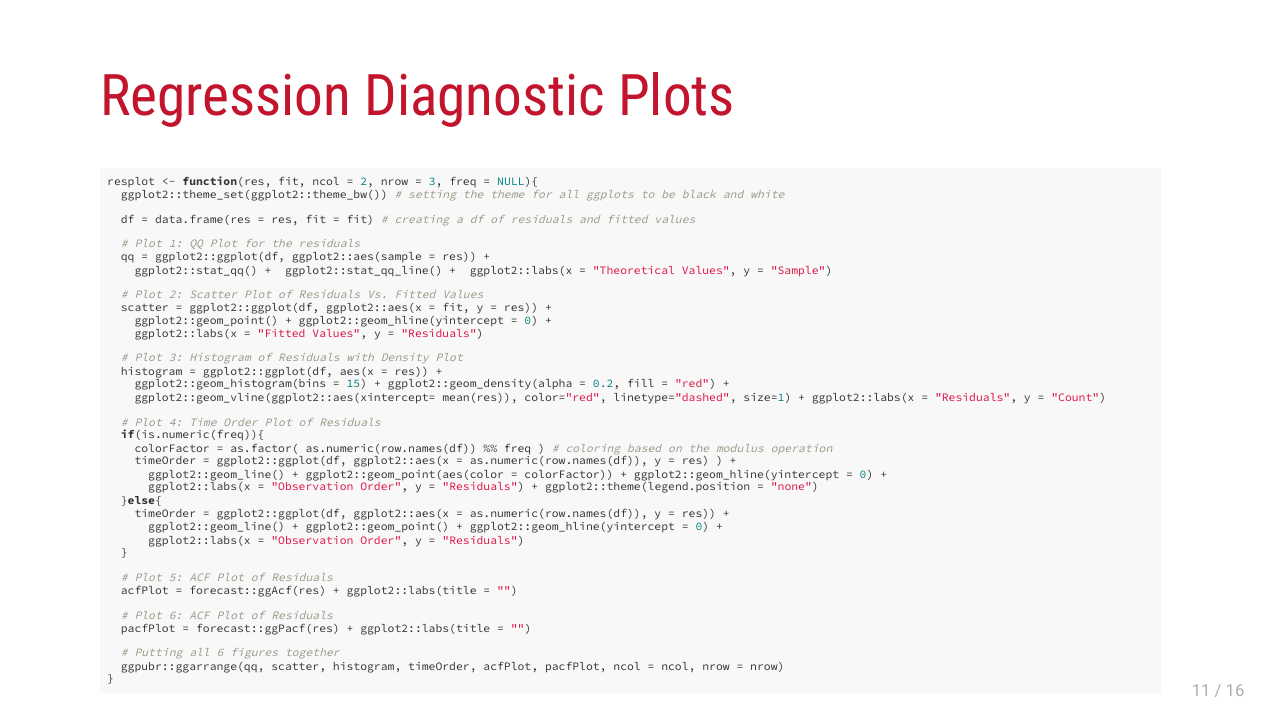 Regression Diagnostic Plots
resplot <- function(res, fit, ncol = 2, nrow = 3, freq = NULL){
  ggplot2::theme_set(ggplot2::theme_bw()) # setting the theme for all ggplots to be black and white
  df = data.frame(res = res, fit = fit) # creating a df of residuals and fitted values
  # Plot 1: QQ Plot for the residuals
  qq = ggplot2::ggplot(df, ggplot2::aes(sample = res)) +
    ggplot2::stat_qq() +  ggplot2::stat_qq_line() +  ggplot2::labs(x = "Theoretical Values", y = "Sample")
  # Plot 2: Scatter Plot of Residuals Vs. Fitted Values
  scatter = ggplot2::ggplot(df, ggplot2::aes(x = fit, y = res)) +
    ggplot2::geom_point() + ggplot2::geom_hline(yintercept = 0) +
    ggplot2::labs(x = "Fitted Values", y = "Residuals")
  # Plot 3: Histogram of Residuals with Density Plot
  histogram = ggplot2::ggplot(df, aes(x = res)) +
    ggplot2::geom_histogram(bins = 15) + ggplot2::geom_density(alpha = 0.2, fill = "red") +
    ggplot2::geom_vline(ggplot2::aes(xintercept= mean(res)), color="red", linetype="dashed", size=1) + ggplot2::labs(x = "Residuals", y = "Count")
  # Plot 4: Time Order Plot of Residuals
  if(is.numeric(freq)){
    colorFactor = as.factor( as.numeric(row.names(df)) %% freq ) # coloring based on the modulus operation
    timeOrder = ggplot2::ggplot(df, ggplot2::aes(x = as.numeric(row.names(df)), y = res) ) +
      ggplot2::geom_line() + ggplot2::geom_point(aes(color = colorFactor)) + ggplot2::geom_hline(yintercept = 0) +
      ggplot2::labs(x = "Observation Order", y = "Residuals") + ggplot2::theme(legend.position = "none")
  }else{
    timeOrder = ggplot2::ggplot(df, ggplot2::aes(x = as.numeric(row.names(df)), y = res)) +
      ggplot2::geom_line() + ggplot2::geom_point() + ggplot2::geom_hline(yintercept = 0) +
      ggplot2::labs(x = "Observation Order", y = "Residuals")
  }
  # Plot 5: ACF Plot of Residuals
  acfPlot = forecast::ggAcf(res) + ggplot2::labs(title = "")
  # Plot 6: ACF Plot of Residuals
  pacfPlot = forecast::ggPacf(res) + ggplot2::labs(title = "")
  # Putting all 6 figures together
  ggpubr::ggarrange(qq, scatter, histogram, timeOrder, acfPlot, pacfPlot, ncol = ncol, nrow = nrow)
}
11 / 16